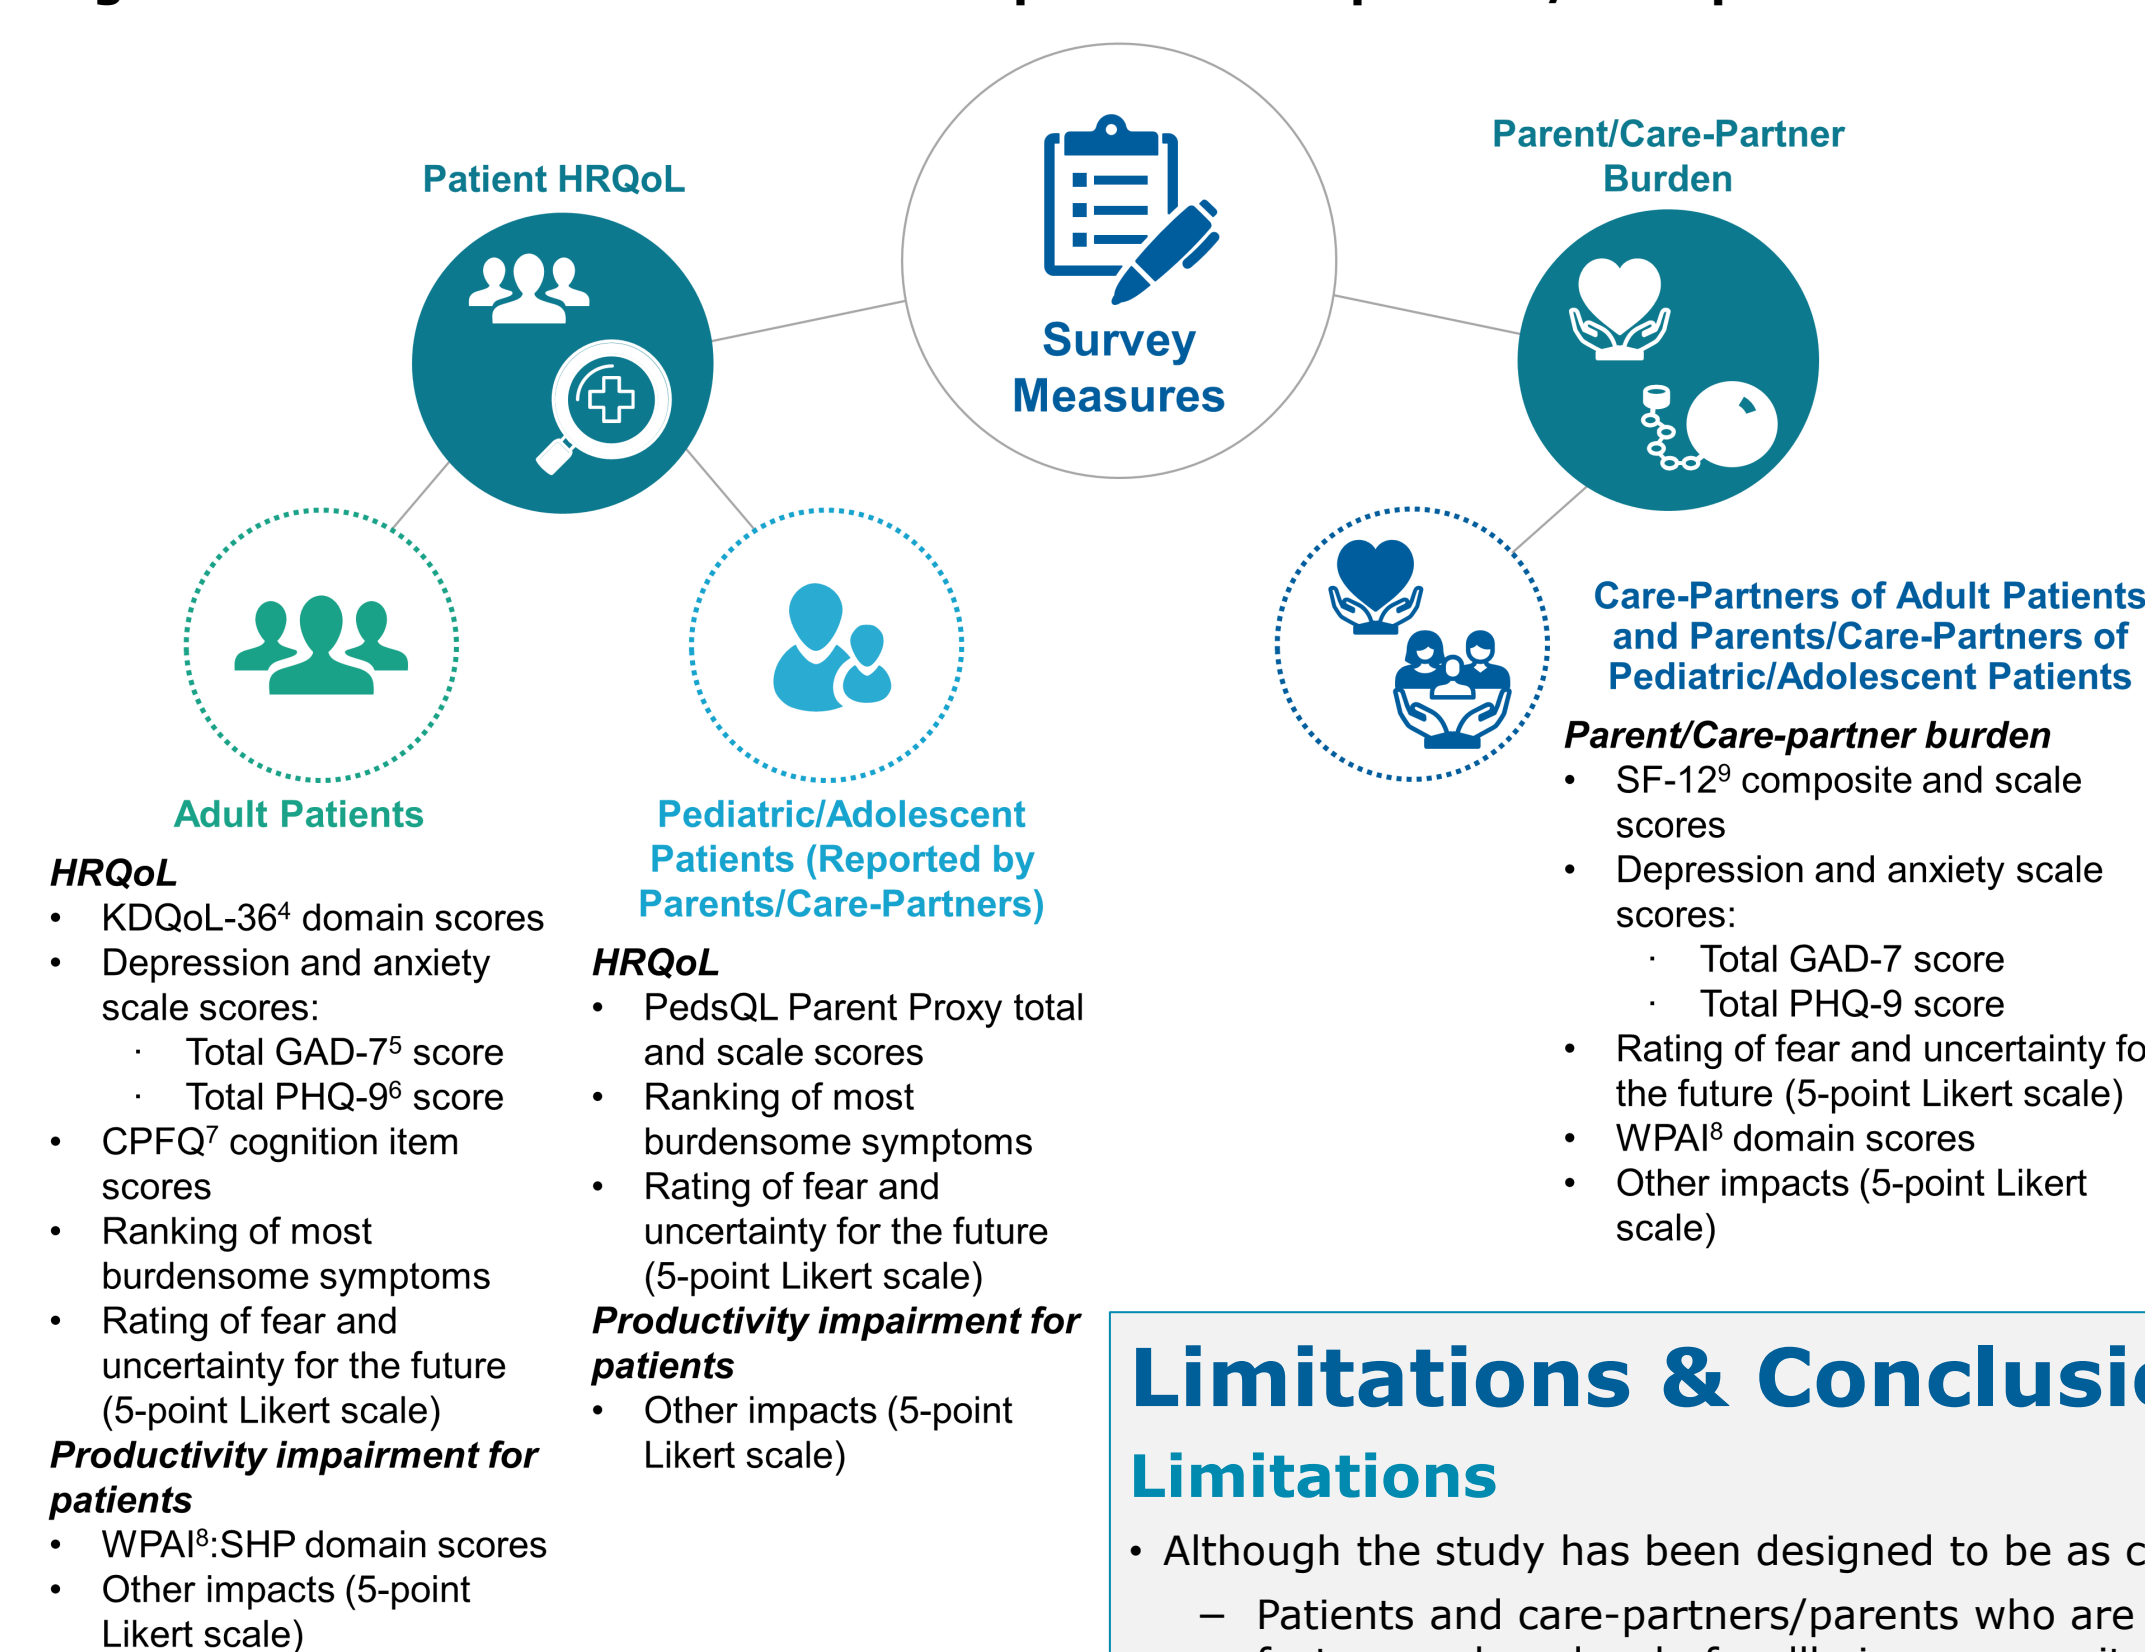 Survey
Measures
Patient HRQoL
Parent/Care-Partner
Burden
Adult Patients
HRQoL
• KDQoL-36⁴ domain scores
• Depression and anxiety
scale scores:
· Total GAD-7⁵ score
· Total PHQ-9⁶ score
• CPFQ⁷ cognition item
scores
• Ranking of most
burdensome symptoms
• Rating of fear and
uncertainty for the future
(5-point Likert scale)
Productivity impairment for
patients
• WPAI⁸:SHP domain scores
• Other impacts (5-point
Likert scale)
Pediatric/Adolescent
Patients (Reported by
Parents/Care-Partners)
HRQoL
• PedsQL Parent Proxy total
and scale scores
• Ranking of most
burdensome symptoms
• Rating of fear and
uncertainty for the future
(5-point Likert scale)
Productivity impairment for
patients
• Other impacts (5-point
Likert scale)
Care-Partners of Adult Patients
and Parents/Care-Partners of
Pediatric/Adolescent Patients
Parent/Care-partner burden
• SF-12⁹ composite and scale
scores
• Depression and anxiety scale
scores:
· Total GAD-7 score
· Total PHQ-9 score
• Rating of fear and uncertainty fo
the future (5-point Likert scale)
• WPAI⁸ domain scores
• Other impacts (5-point Likert
scale)
Limitations & Conclusi
Limitations
• Although the study has been designed to be as c
– Patients and care-partners/parents who are